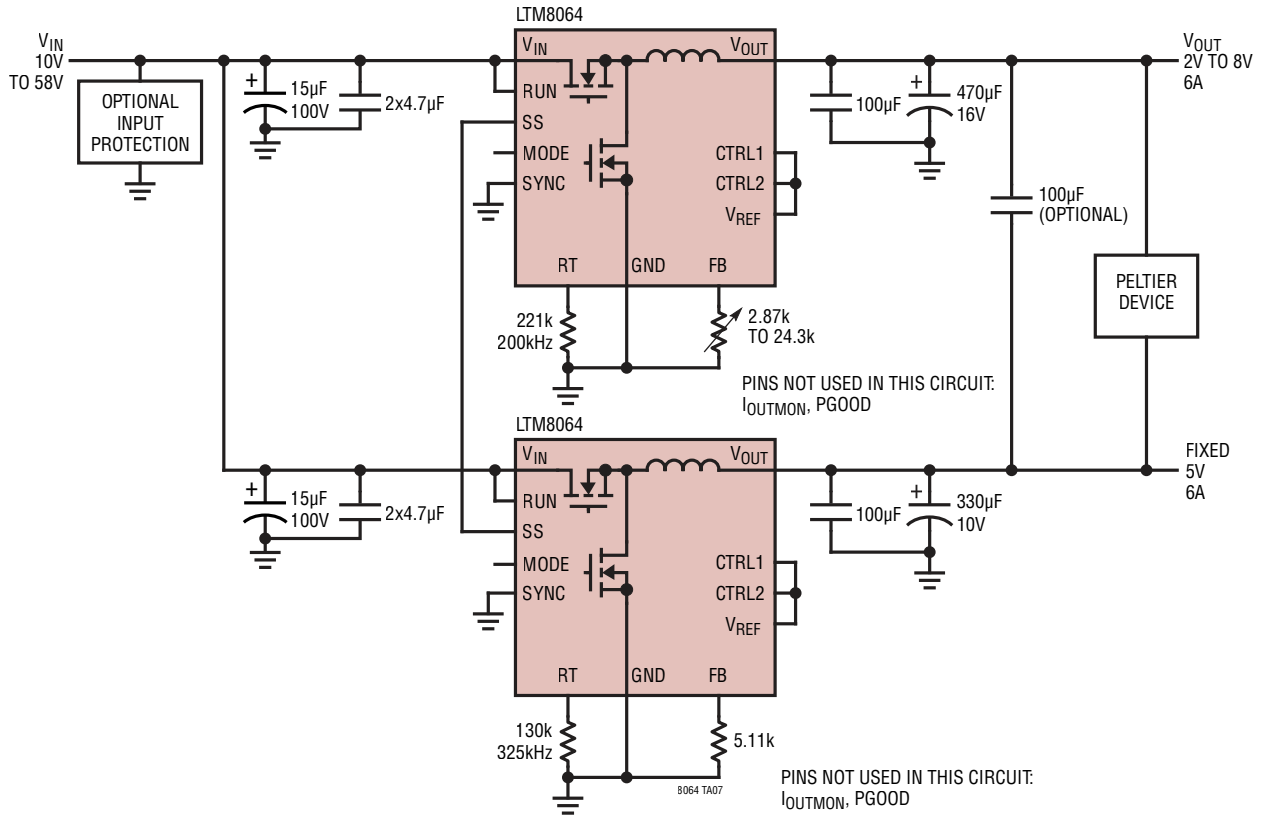 LTM8064
VIN
10V
TO 58V
OPTIONAL
INPUT
PROTECTION
+
15µF
100V
2x4.7µF
VIN
RUN
SS
MODE
SYNC
VOUT
CTRL1
CTRL2
VREF
RT
GND
FB
221k
200kHz
2.87k
TO 24.3k
100µF
+
470µF
16V
VOUT
2V TO 8V
6A
100µF
(OPTIONAL)
PELTIER
DEVICE
PINS NOT USED IN THIS CIRCUIT:
IOUTMON, PGOOD
LTM8064
+
15µF
100V
2x4.7µF
VIN
RUN
SS
MODE
SYNC
VOUT
CTRL1
CTRL2
VREF
RT
GND
FB
130k
325kHz
5.11k
100µF
+
330µF
10V
FIXED
5V
6A
8064 TA07
PINS NOT USED IN THIS CIRCUIT:
IOUTMON, PGOOD